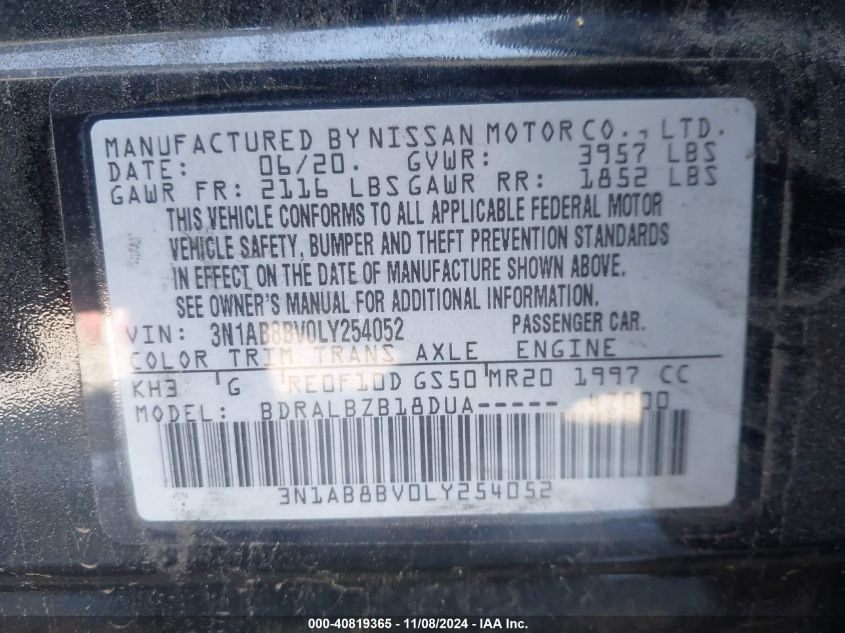 MANUFACTURED BY NISSAN MOTOR CO., LTD.
DATE: 06/20. GVWR: 3957 LBS
GAWR FR: 2116 LBS GAWR RR: 1852 LBS
THIS VEHICLE CONFORMS TO ALL APPLICABLE FEDERAL MOTOR
VEHICLE SAFETY, BUMPER AND THEFT PREVENTION STANDARDS
IN EFFECT ON THE DATE OF MANUFACTURE SHOWN ABOVE.
SEE OWNER'S MANUAL FOR ADDITIONAL INFORMATION.
VIN: 3N1AB8BV0LY254052 PASSENGER CAR.
COLOR TRIM TRANS AXLE ENGINE
KH3 G RE0F10D GS50 MR20 1997 CC
MODEL: BDRALBZB18DUA-----
3N1AB8BV0LY254052
000-40819365 - 11/08/2024 - IAAI.com - Copyright IAA, Inc.